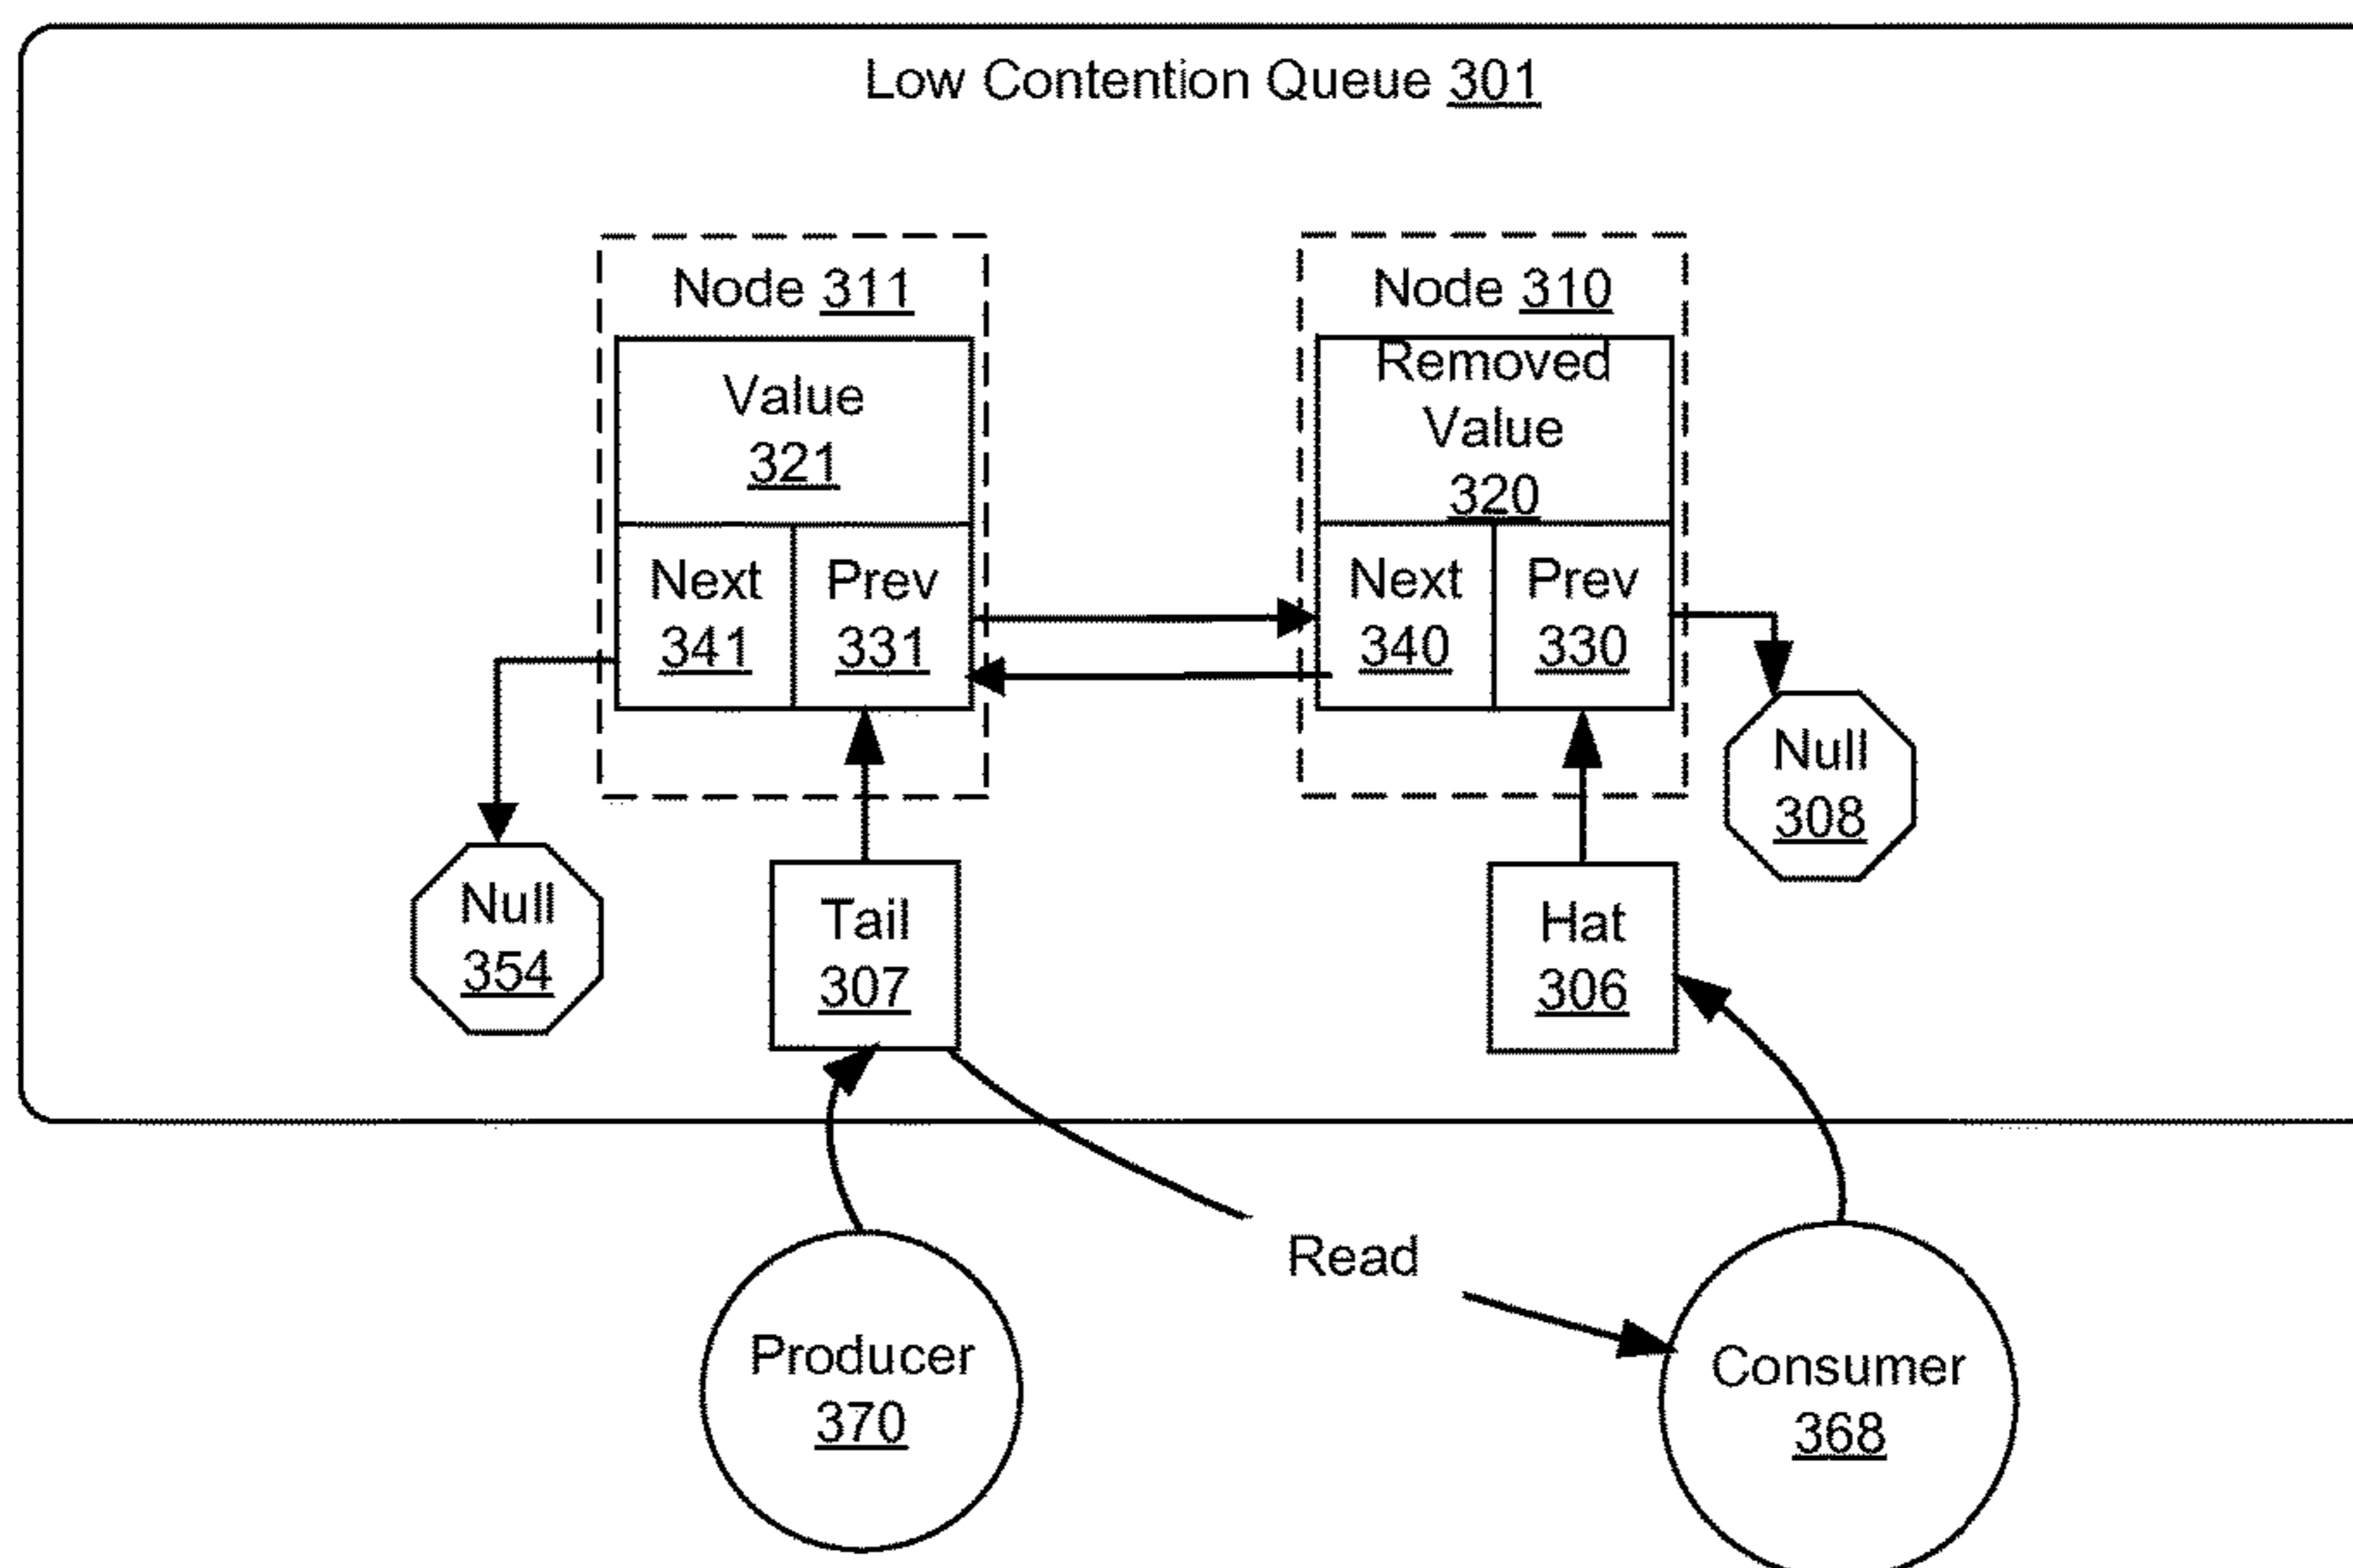 Low Contention Queue 301
Node 311
Value
321
Next
341
Prev
331
Node 310
Removed
Value
320
Next
340
Prev
330
Null
308
Null
354
Tail
307
Hat
306
Read
Producer
370
Consumer
368